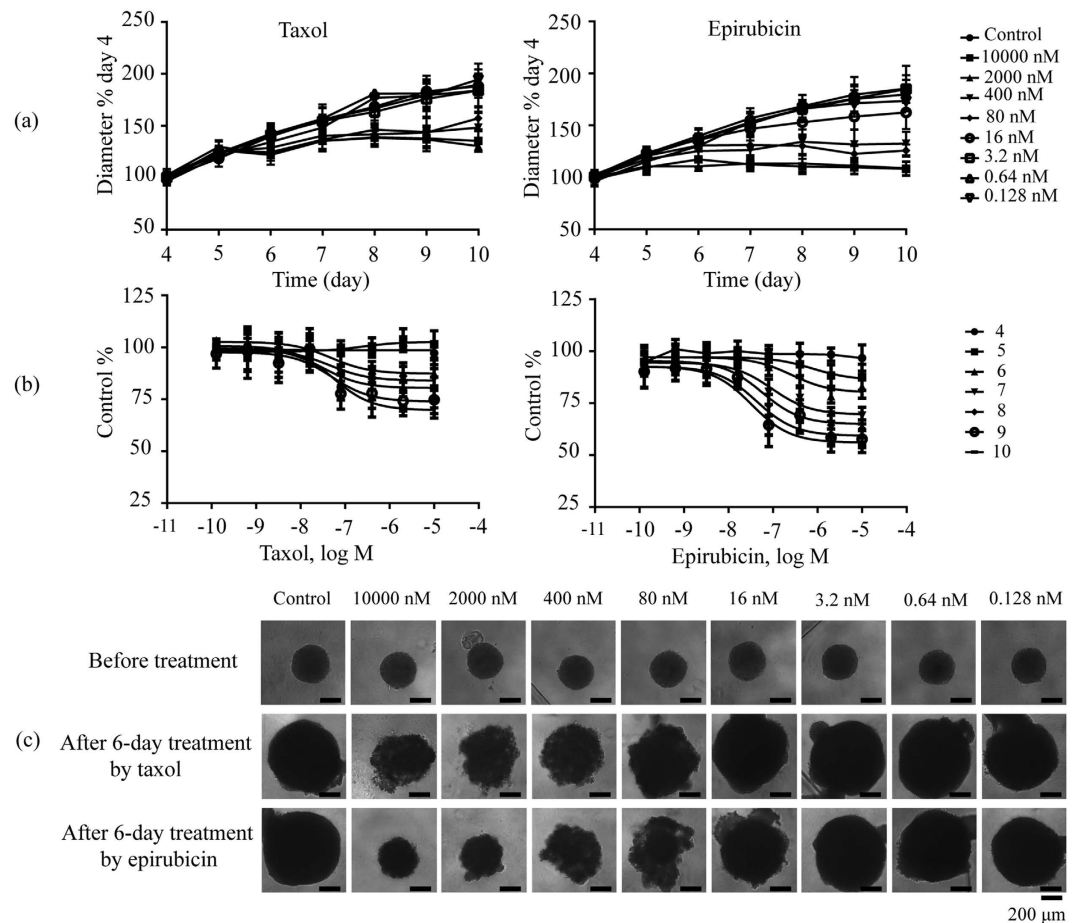 (a)
Taxol
Diameter % day 4
250
200
150
100
50
4 5 6 7 8 9 10
Time (day)
Epirubicin
Diameter % day 4
250
200
150
100
50
4 5 6 7 8 9 10
Time (day)
Control
10000 nM
2000 nM
400 nM
80 nM
16 nM
3.2 nM
0.64 nM
0.128 nM
(b)
Control %
125
100
75
50
25
-11 -10 -9 -8 -7 -6 -5 -4
Taxol, log M
Control %
125
100
75
50
25
-11 -10 -9 -8 -7 -6 -5 -4
Epirubicin, log M
4
5
6
7
8
9
10
(c)
Control 10000 nM 2000 nM 400 nM 80 nM 16 nM 3.2 nM 0.64 nM 0.128 nM
Before treatment
After 6-day treatment
by taxol
After 6-day treatment
by epirubicin
200 μm